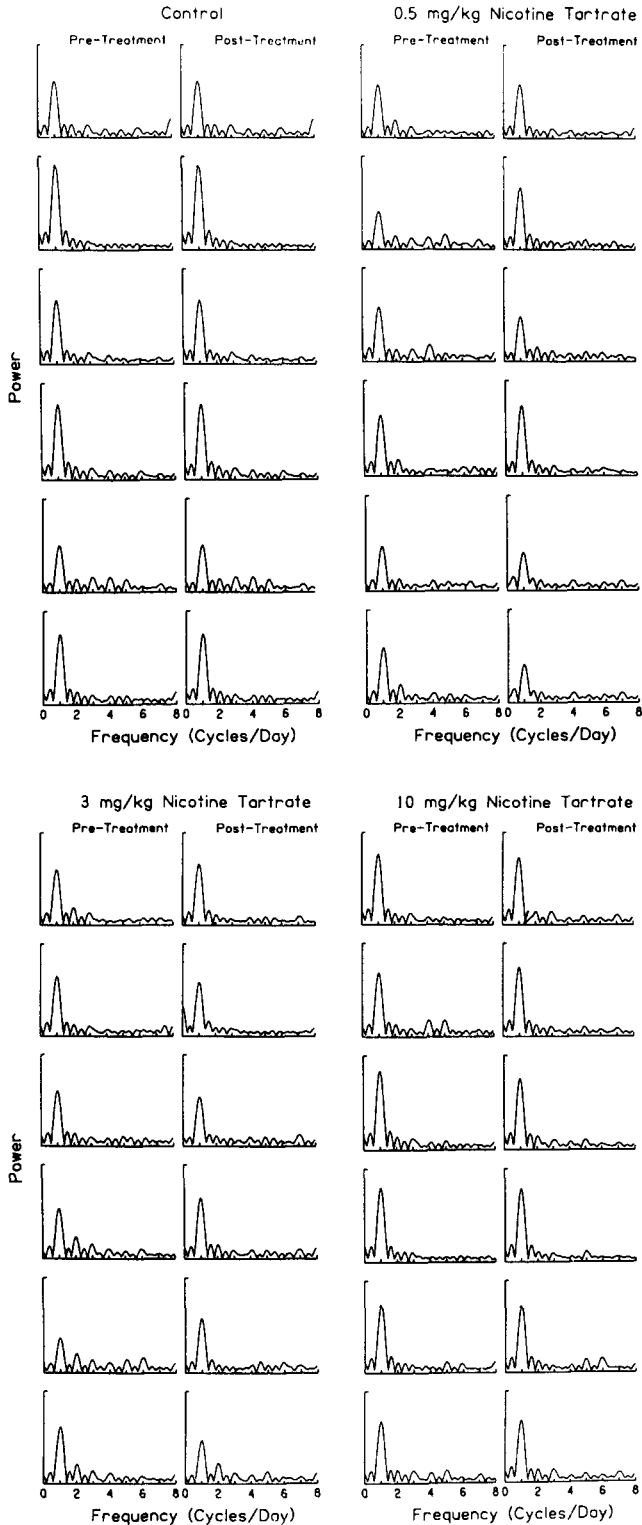 Control
0.5 mg/kg Nicotine Tartrate
Pre-Treatment Post-Treatment
Pre-Treatment Post-Treatment
Power
0 2 4 6 8
0 2 4 6 8
0 2 4 6 8
0 2 4 6 8
Frequency (Cycles/Day)
Frequency (Cycles/Day)
3 mg/kg Nicotine Tartrate
10 mg/kg Nicotine Tartrate
Pre-Treatment Post-Treatment
Pre-Treatment Post-Treatment
Power
0 2 4 6 8
0 2 4 6 8
0 2 4 6 8
0 2 4 6 8
Frequency (Cycles/Day)
Frequency (Cycles/Day)